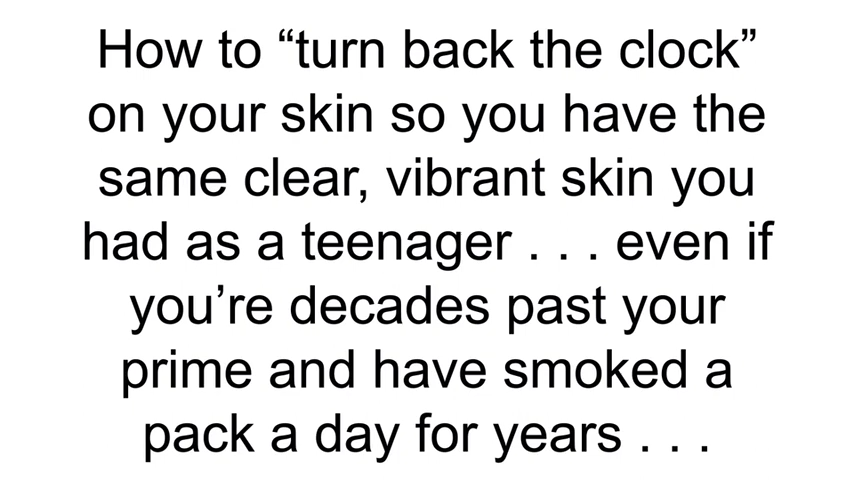 How to “turn back the clock”
on your skin so you have the
same clear, vibrant skin you
had as a teenager . . . even if
you’re decades past your
prime and have smoked a
pack a day for years . . .